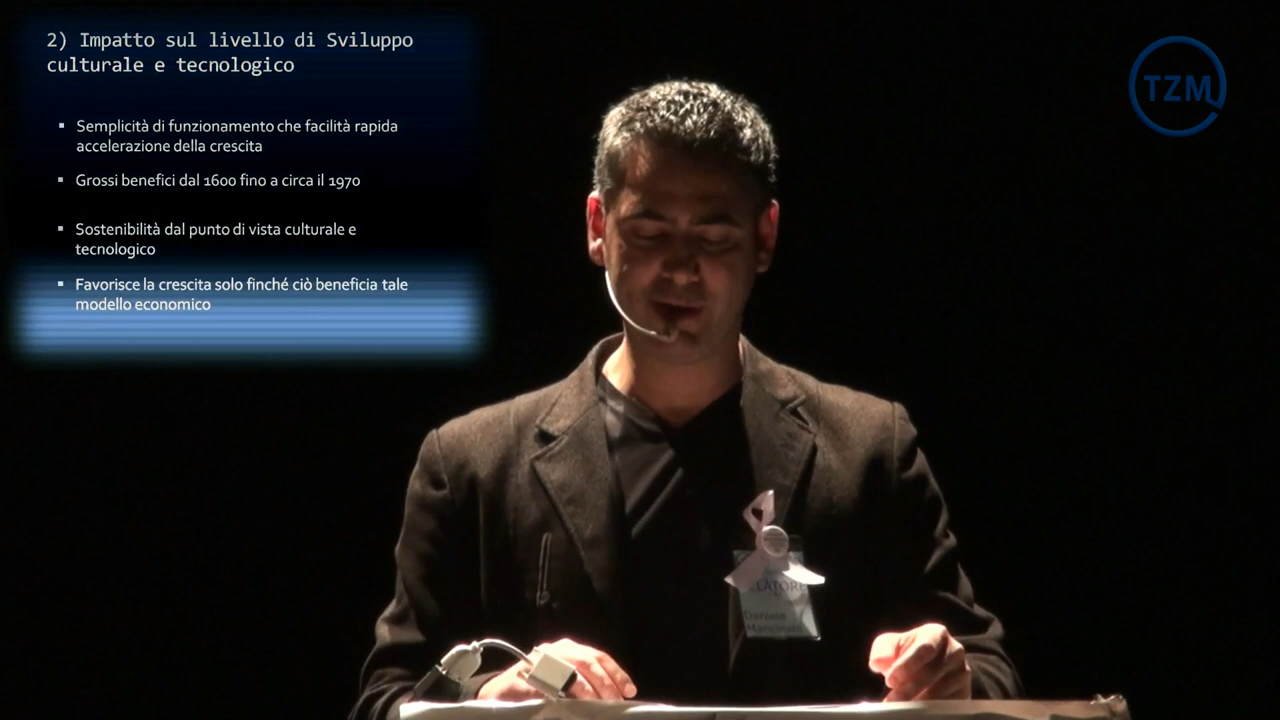 2) Impatto sul livello di Sviluppo
culturale e tecnologico
▪ Semplicità di funzionamento che facilità rapida
accelerazione della crescita
▪ Grossi benefici dal 1600 fino a circa il 1970
▪ Sostenibilità dal punto di vista culturale e
tecnologico
▪ Favorisce la crescita solo finché ciò beneficia tale
modello economico
TZM
Daniele